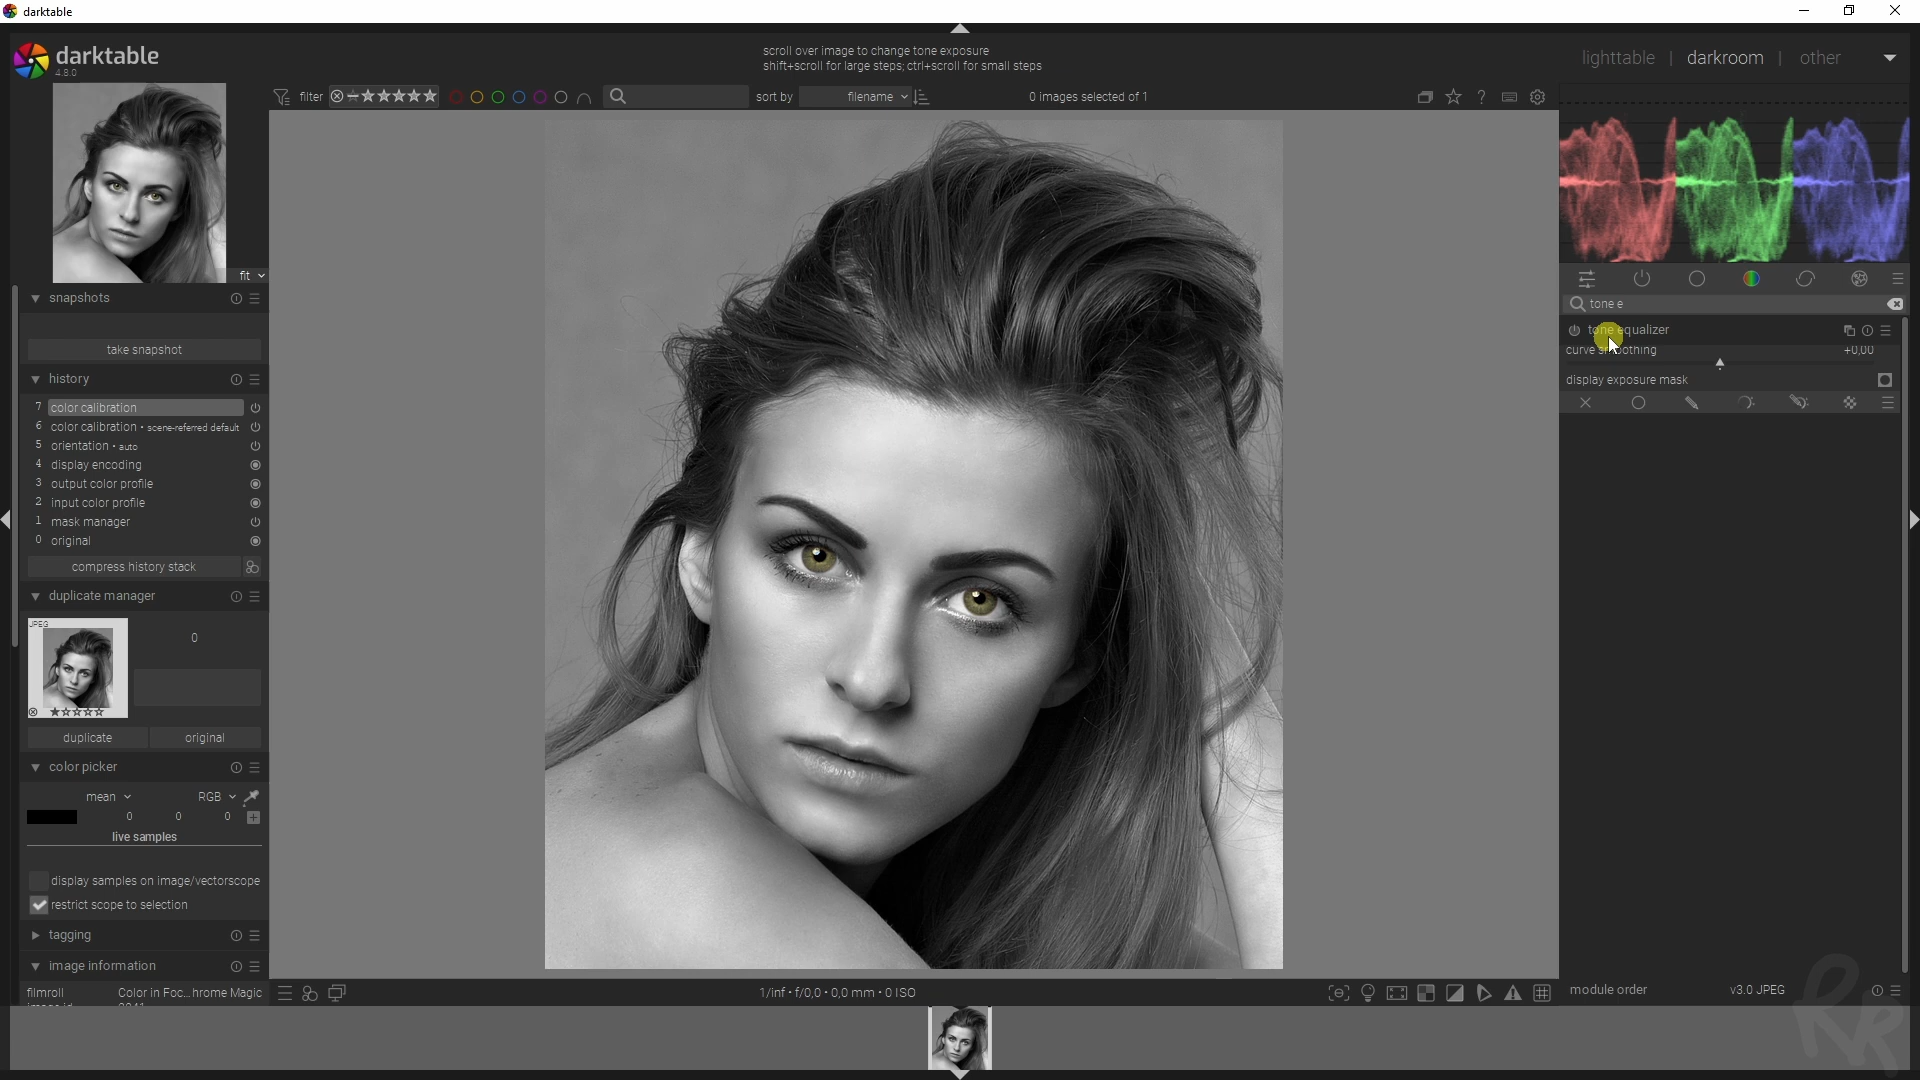 darktable
darktable
4.8.0
scroll over image to change tone exposure
shift+scroll for large steps; ctrl+scroll for small steps
lighttable | darkroom | other
filter
sort by filename
0 images selected of 1
fit
tone e
snapshots
tone equalizer
take snapshot
curve smoothing +0,00
history
display exposure mask
7 color calibration
6 color calibration • scene-referred default
5 orientation • auto
4 display encoding
3 output color profile
2 input color profile
1 mask manager
0 original
compress history stack
duplicate manager
JPEG
0
duplicate original
color picker
mean RGB
0 0 0
live samples
display samples on image/vectorscope
restrict scope to selection
tagging
image information
filmroll Color in Foc...hrome Magic
1/inf • f/0,0 • 0,0 mm • 0 ISO
module order v3.0 JPEG
RR